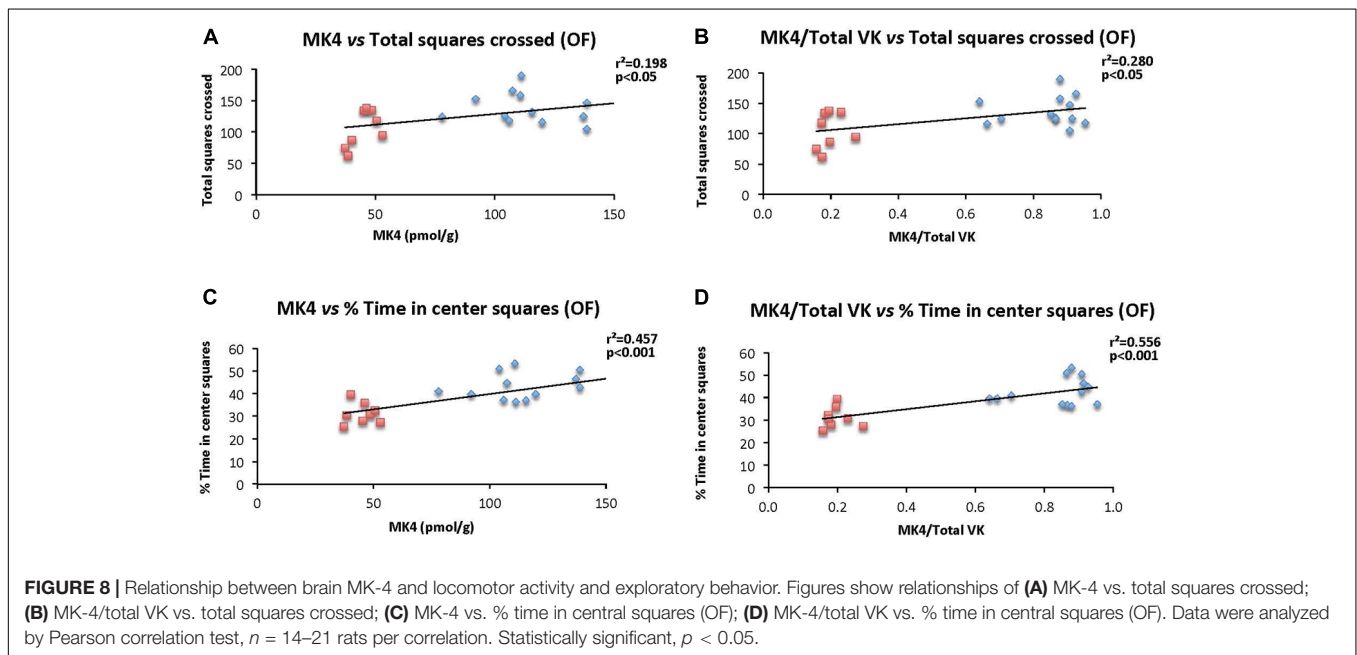 A
MK4 vs Total squares crossed (OF)
r²=0.198
p<0.05
Total squares crossed
200
150
100
50
0
0 50 100 150
MK4 (pmol/g)
B
MK4/Total VK vs Total squares crossed (OF)
r²=0.280
p<0.05
Total squares crossed
200
150
100
50
0
0.0 0.2 0.4 0.6 0.8 1.0
MK4/Total VK
C
MK4 vs % Time in center squares (OF)
r²=0.457
p<0.001
% Time in center squares
60
50
40
30
20
10
0
0 50 100 150
MK4 (pmol/g)
D
MK4/Total VK vs % Time in center squares (OF)
r²=0.556
p<0.001
% Time in center squares
60
50
40
30
20
10
0
0.0 0.2 0.4 0.6 0.8 1.0
MK4/Total VK
FIGURE 8 | Relationship between brain MK-4 and locomotor activity and exploratory behavior. Figures show relationships of (A) MK-4 vs. total squares crossed;
(B) MK-4/total VK vs. total squares crossed; (C) MK-4 vs. % time in central squares (OF); (D) MK-4/total VK vs. % time in central squares (OF). Data were analyzed
by Pearson correlation test, n = 14–21 rats per correlation. Statistically significant, p < 0.05.